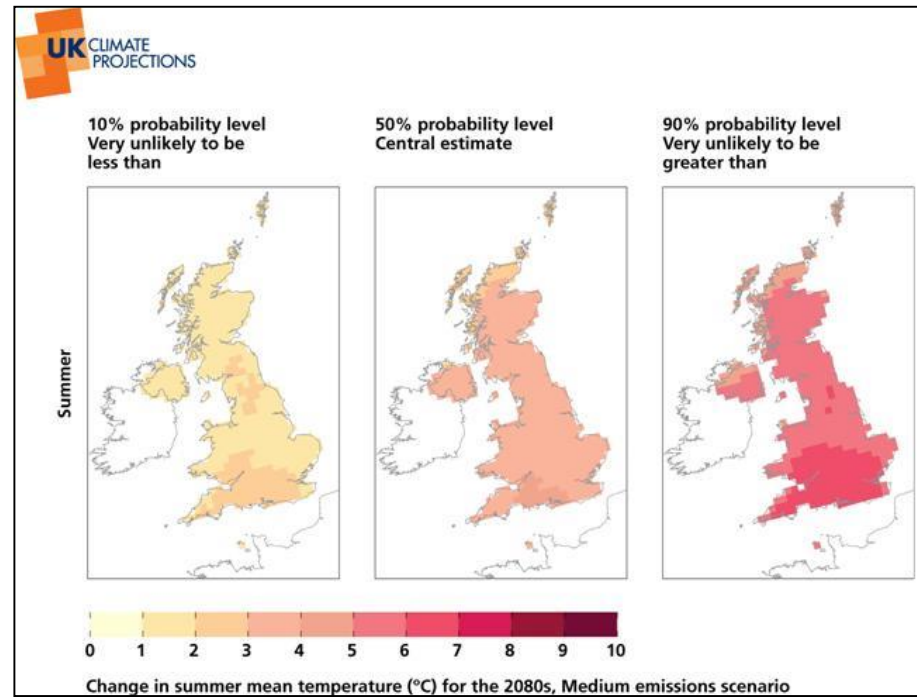 UK CLIMATE
PROJECTIONS
10% probability level
Very unlikely to be
less than
50% probability level
Central estimate
90% probability level
Very unlikely to be
greater than
Summer
0 1 2 3 4 5 6 7 8 9 10
Change in summer mean temperature (ºC) for the 2080s, Medium emissions scenario